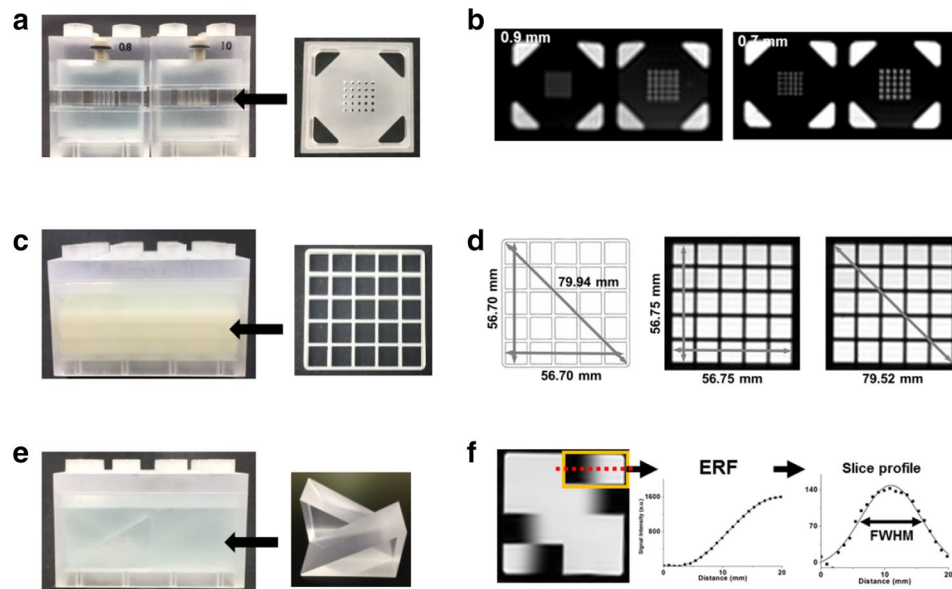 a
0.8
10
b
0.9 mm
0.7 mm
c
d
56.70 mm
79.94 mm
56.70 mm
56.75 mm
56.75 mm
79.52 mm
e
f
ERF
Slice profile
Signal Intensity (a.u.)
1600
800
0
0
10
20
Distance (mm)
140
70
0
FWHM
0
10
20
Distance (mm)